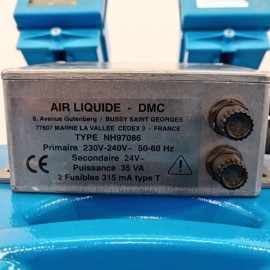 AIR LIQUIDE - DMC
6, Avenue Gutenberg / BUSSY SAINT GEORGES
77607 MARNE LA VALLEE CEDEX 3 - FRANCE
TYPE NH97086
Primaire 230V-240V~ 50-60 Hz
Secondaire 24V~
Puissance 35 VA
2 Fusibles 315 mA type T
CE